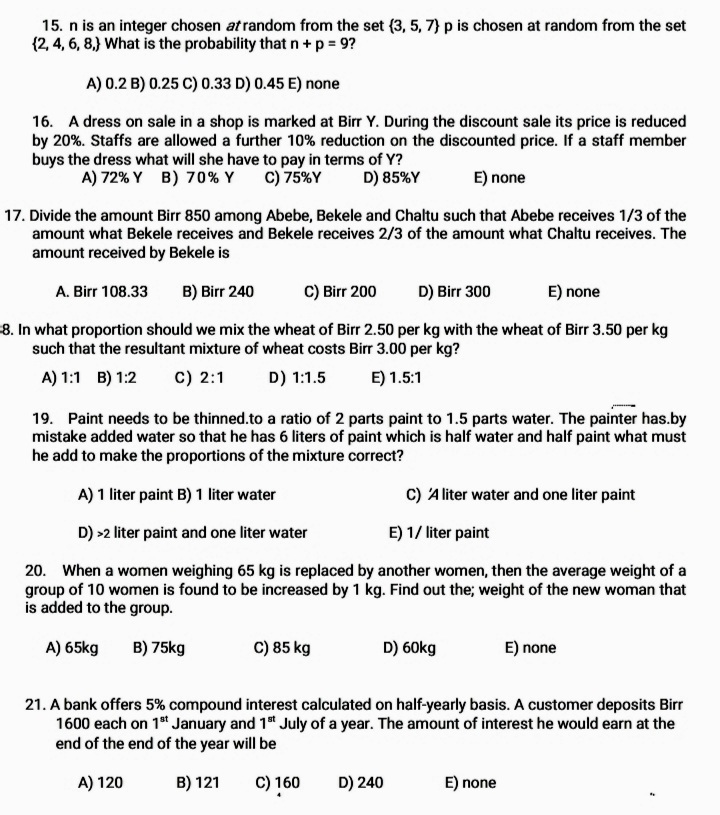 15. n is an integer chosen at random from the set {3, 5, 7} p is chosen at random from the set
{2, 4, 6, 8,} What is the probability that n + p = 9?
A) 0.2 B) 0.25 C) 0.33 D) 0.45 E) none
16. A dress on sale in a shop is marked at Birr Y. During the discount sale its price is reduced
by 20%. Staffs are allowed a further 10% reduction on the discounted price. If a staff member
buys the dress what will she have to pay in terms of Y?
A) 72% Y B) 70% Y C) 75%Y D) 85%Y E) none
17. Divide the amount Birr 850 among Abebe, Bekele and Chaltu such that Abebe receives 1/3 of the
amount what Bekele receives and Bekele receives 2/3 of the amount what Chaltu receives. The
amount received by Bekele is
A. Birr 108.33 B) Birr 240 C) Birr 200 D) Birr 300 E) none
8. In what proportion should we mix the wheat of Birr 2.50 per kg with the wheat of Birr 3.50 per kg
such that the resultant mixture of wheat costs Birr 3.00 per kg?
A) 1:1 B) 1:2 C) 2:1 D) 1:1.5 E) 1.5:1
19. Paint needs to be thinned.to a ratio of 2 parts paint to 1.5 parts water. The painter has.by
mistake added water so that he has 6 liters of paint which is half water and half paint what must
he add to make the proportions of the mixture correct?
A) 1 liter paint B) 1 liter water C) liter water and one liter paint
D) >2 liter paint and one liter water E) 1/ liter paint
20. When a women weighing 65 kg is replaced by another women, then the average weight of a
group of 10 women is found to be increased by 1 kg. Find out the; weight of the new woman that
is added to the group.
A) 65kg B) 75kg C) 85 kg D) 60kg E) none
21. A bank offers 5% compound interest calculated on half-yearly basis. A customer deposits Birr
1600 each on 1st January and 1st July of a year. The amount of interest he would earn at the
end of the end of the year will be
A) 120 B) 121 C) 160 D) 240 E) none